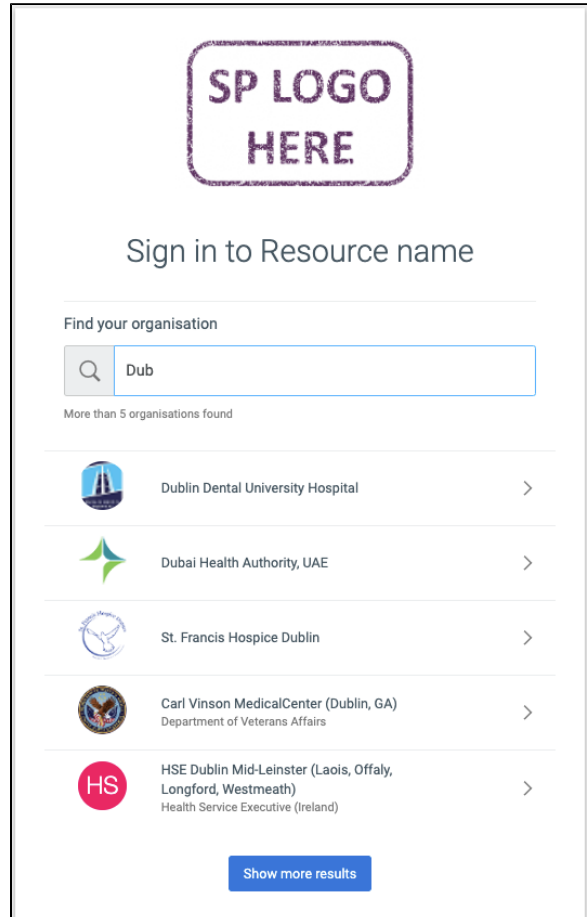 SP LOGO
HERE
Sign in to Resource name
Find your organisation
Dub
More than 5 organisations found
Dublin Dental University Hospital
Dubai Health Authority, UAE
St. Francis Hospice Dublin
Carl Vinson MedicalCenter (Dublin, GA)
Department of Veterans Affairs
HS
HSE Dublin Mid-Leinster (Laois, Offaly,
Longford, Westmeath)
Health Service Executive (Ireland)
Show more results